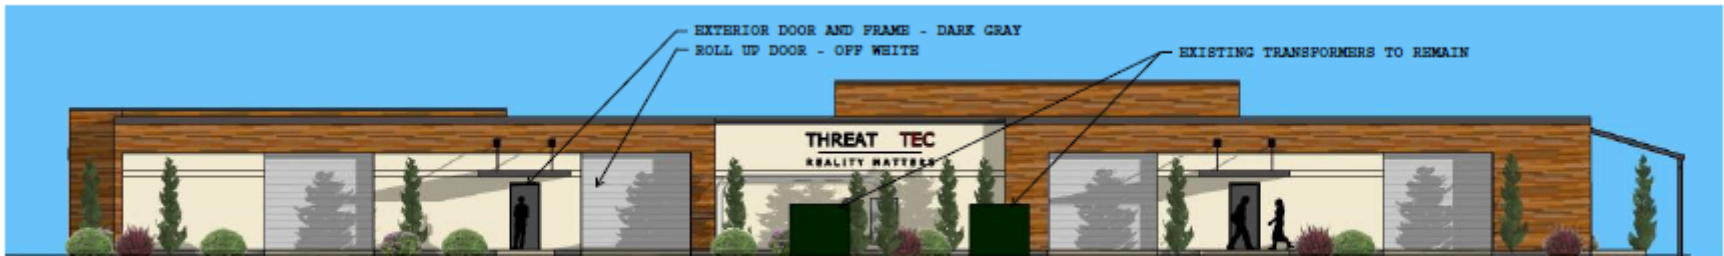 EXTERIOR DOOR AND FRAME - DARK GRAY
ROLL UP DOOR - OFF WHITE
EXISTING TRANSFORMERS TO REMAIN
THREAT TEC
REALITY MATTERS